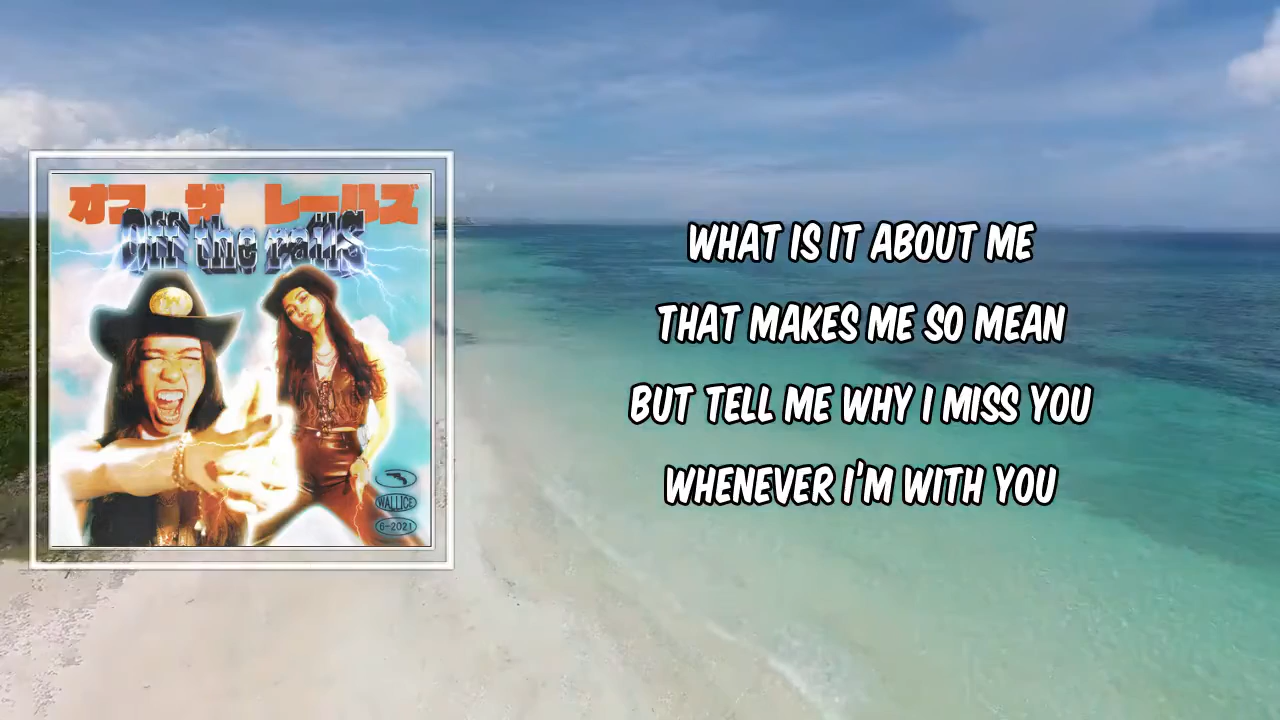 オフ ザ レールズ
Off the rails
WALLICE
6-2021
WHAT IS IT ABOUT ME
THAT MAKES ME SO MEAN
BUT TELL ME WHY I MISS YOU
WHENEVER I'M WITH YOU